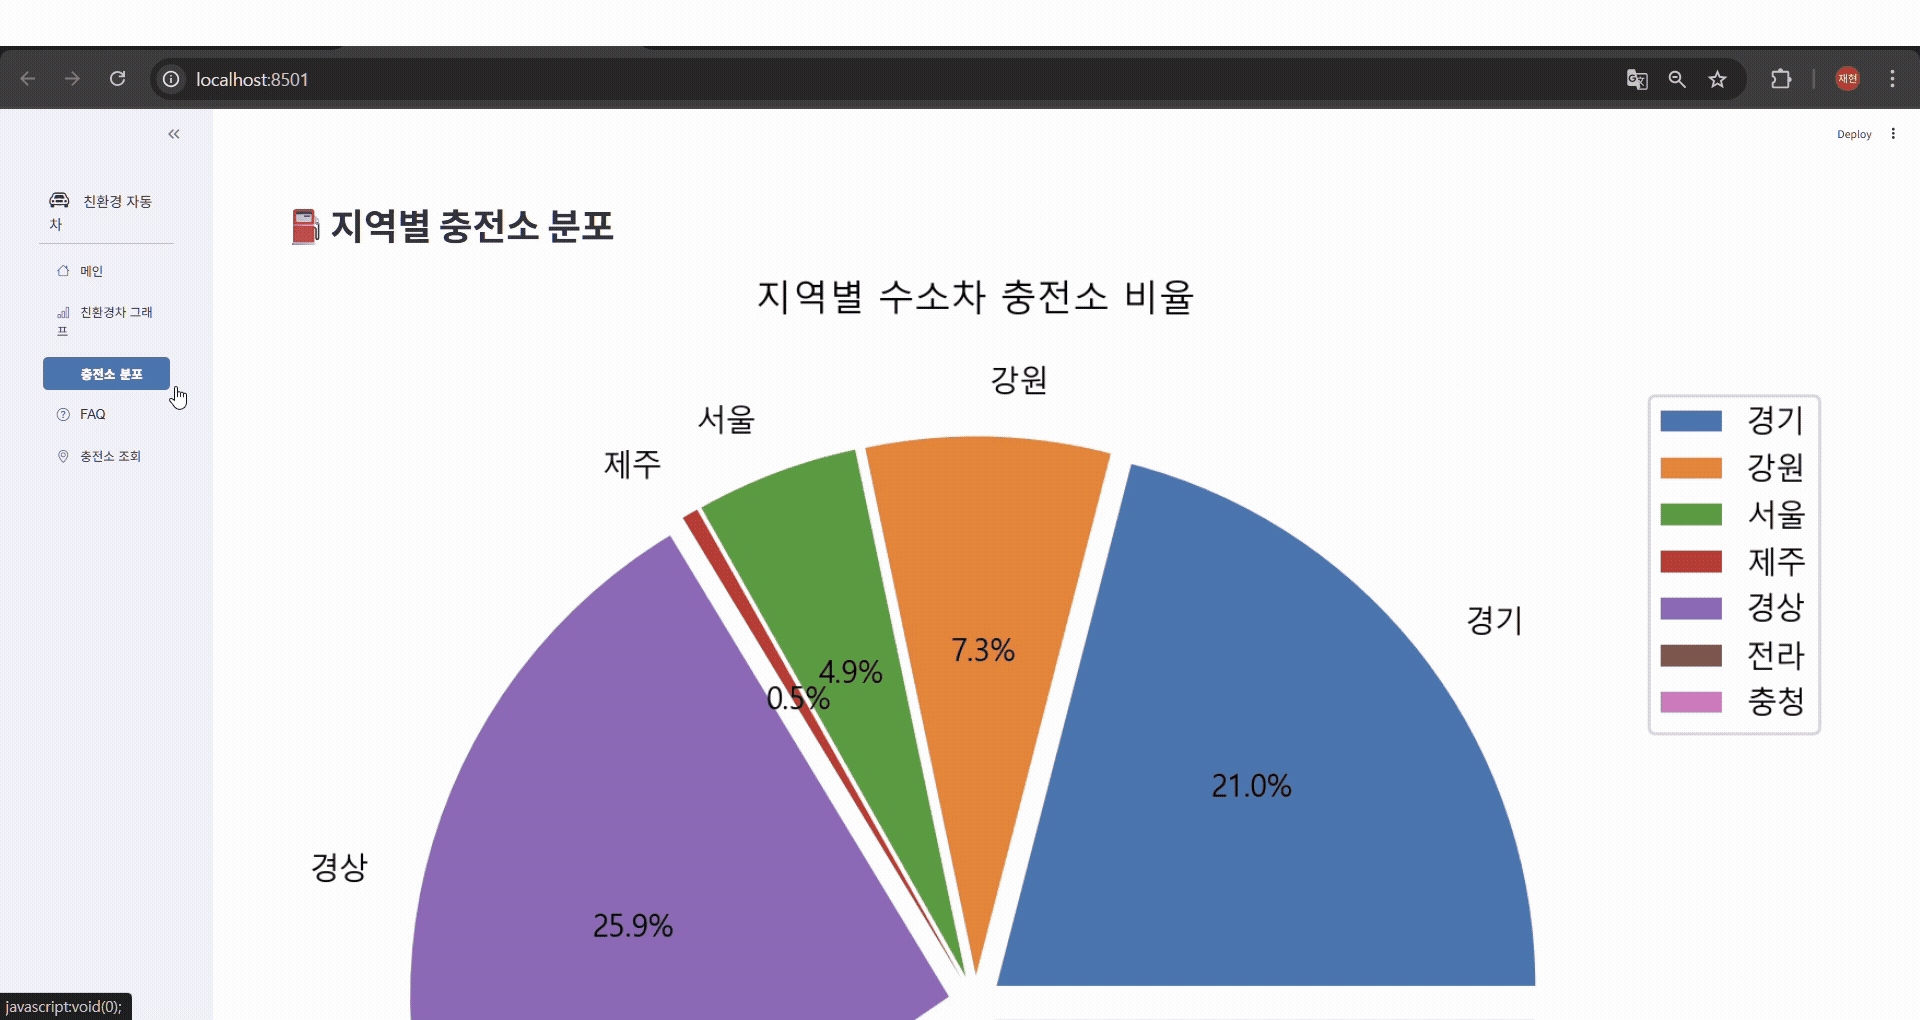 localhost:8501
재현
Deploy
친환경 자동
차
메인
친환경차 그래
프
충전소 분포
FAQ
충전소 조회
지역별 충전소 분포
지역별 수소차 충전소 비율
강원
서울
제주
경기
경상
7.3%
4.9%
0.5%
21.0%
25.9%
경기
강원
서울
제주
경상
전라
충청
javascript:void(0);